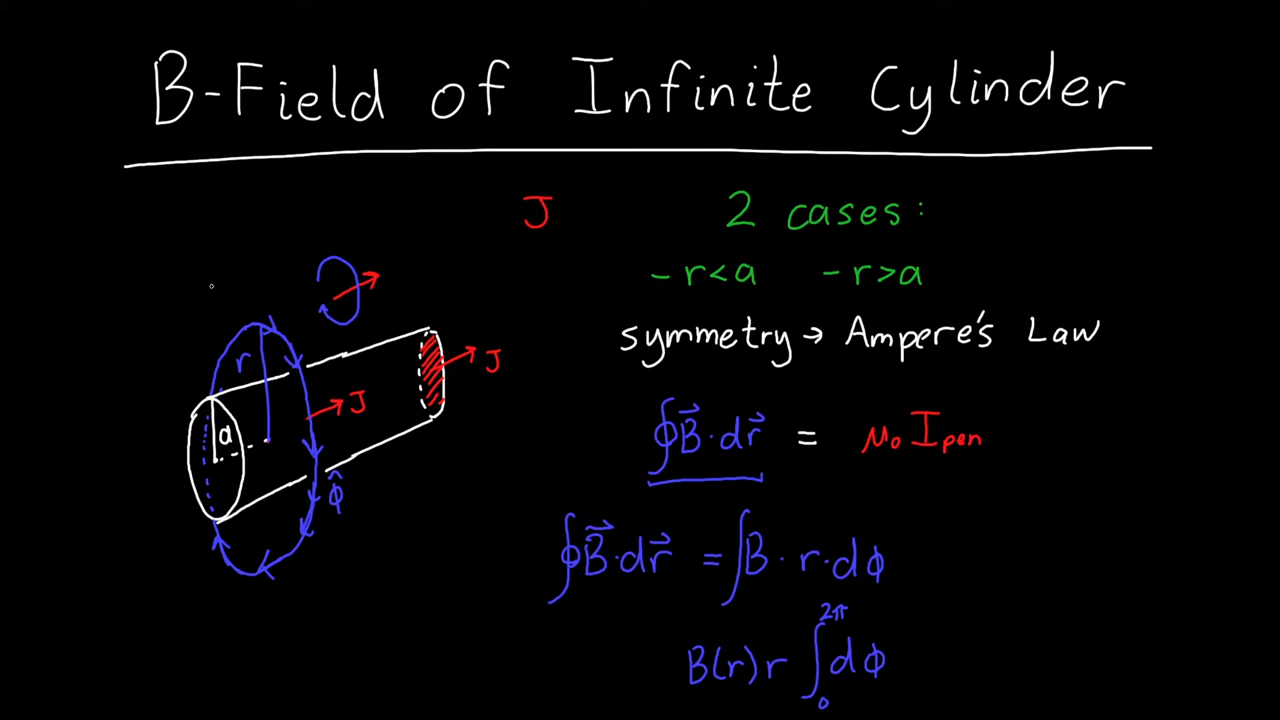 B-Field of Infinite Cylinder
J
2 cases:
- r<a   - r>a
symmetry → Ampere's Law
r
J
J
a
φ̂
∮B⃗·dr⃗ = μ₀ I_pen
∮B⃗·dr⃗ = ∫B · r · dφ
B(r) r ∫₀^2π dφ